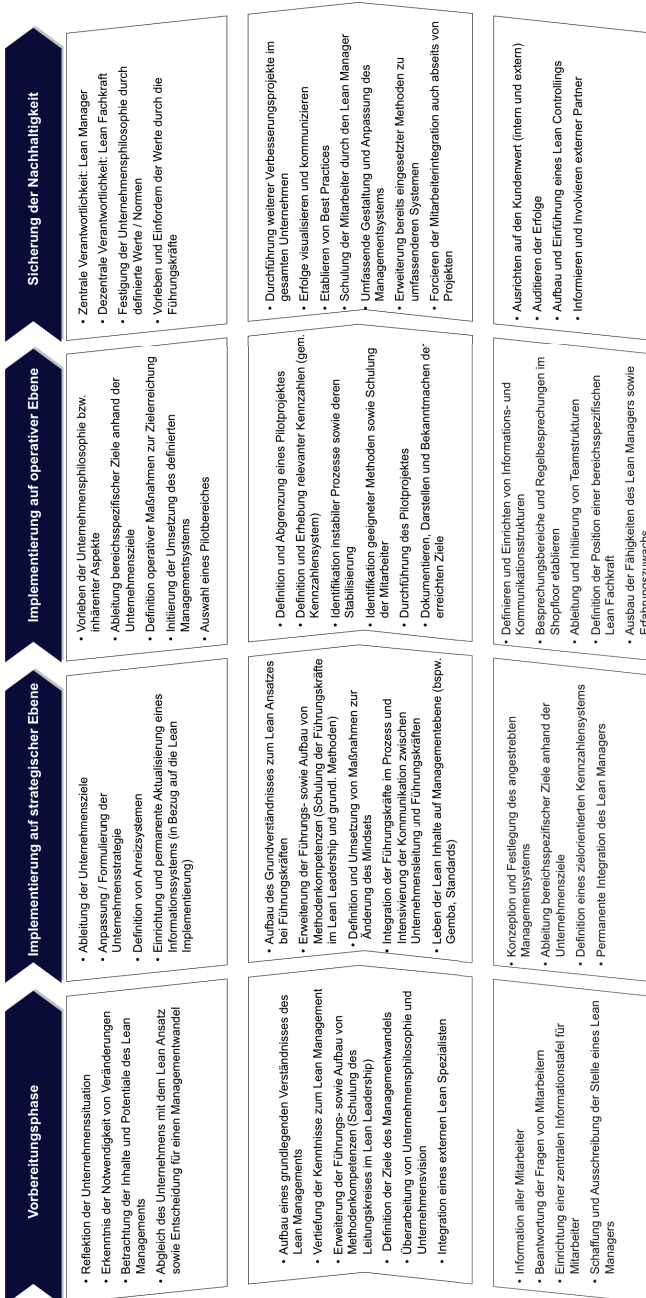 Vorbereitungsphase
• Reflektion der Unternehmenssituation
• Erkenntnis der Notwendigkeit von Veränderungen
• Betrachtung der Inhalte und Potentiale des Lean
Managements
• Abgleich des Unternehmens mit dem Lean Ansatz
sowie Entscheidung für einen Managementwandel
• Aufbau eines grundlegenden Verständnisses des
Lean Managements
• Vertiefung der Kenntnisse zum Lean Management
• Erweiterung der Führungs- sowie Aufbau von
Methodenkompetenzen (Schulung des
Leitungskreises im Lean Leadership)
• Definition der Ziele des Managementwandels
• Überarbeitung von Unternehmensphilosophie und
Unternehmensvision
• Integration eines externen Lean Spezialisten
• Information aller Mitarbeiter
• Beantwortung der Fragen von Mitarbeitern
• Einrichtung einer zentralen Informationstafel für
Mitarbeiter
• Schaffung und Ausschreibung der Stelle eines Lean
Managers
Implementierung auf strategischer Ebene
• Ableitung der Unternehmensziele
• Anpassung / Formulierung der
Unternehmensstrategie
• Definition von Anreizsystemen
• Einrichtung und permanente Aktualisierung eines
Informationssystems (in Bezug auf die Lean
Implementierung)
• Aufbau des Grundverständnisses zum Lean Ansatzes
bei Führungskräften
• Erweiterung der Führungs- sowie Aufbau von
Methodenkompetenzen (Schulung der Führungskräfte
im Lean Leadership und grundl. Methoden)
• Definition und Umsetzung von Maßnahmen zur
Änderung des Mindsets
• Integration der Führungskräfte im Prozess und
Intensivierung der Kommunikation zwischen
Unternehmensleitung und Führungskräften
• Leben der Lean Inhalte auf Managementebene (bspw.
Gemba, Standards)
• Konzeption und Festlegung des angestrebten
Managementsystems
• Ableitung bereichsspezifischer Ziele anhand der
Unternehmensziele
• Definition eines zielorientierten Kennzahlensystems
• Permanente Integration des Lean Managers
Implementierung auf operativer Ebene
• Vorleben der Unternehmensphilosophie bzw.
inhärenter Aspekte
• Ableitung bereichsspezifischer Ziele anhand der
Unternehmensziele
• Definition operativer Maßnahmen zur Zielerreichung
• Initiierung der Umsetzung des definierten
Managementsystems
• Auswahl eines Pilotbereiches
• Definition und Abgrenzung eines Pilotprojektes
• Definition und Erhebung relevanter Kennzahlen (gem.
Kennzahlensystem)
• Identifikation instabiler Prozesse sowie deren
Stabilisierung
• Identifikation geeigneter Methoden sowie Schulung
der Mitarbeiter
• Durchführung des Pilotprojektes
• Dokumentieren, Darstellen und Bekanntmachen der
erreichten Ziele
• Definieren und Einrichten von Informations- und
Kommunikationsstrukturen
• Besprechungsbereiche und Regelbesprechungen im
Shopfloor etablieren
• Ableitung und Initiierung von Teamstrukturen
• Definition der Position einer bereichsspezifischen
Lean Fachkraft
• Ausbau der Fähigkeiten des Lean Managers sowie
Sicherung der Nachhaltigkeit
• Zentrale Verantwortlichkeit: Lean Manager
• Dezentrale Verantwortlichkeit: Lean Fachkraft
• Festigung der Unternehmensphilosophie durch
definierte Werte / Normen
• Vorleben und Einfordern der Werte durch die
Führungskräfte
• Durchführung weiterer Verbesserungsprojekte im
gesamten Unternehmen
• Erfolge visualisieren und kommunizieren
• Etablieren von Best Practices
• Schulung der Mitarbeiter durch den Lean Manager
• Umfassende Gestaltung und Anpassung des
Managementsystems
• Erweiterung bereits eingesetzter Methoden zu
umfassenderen Systemen
• Forcieren der Mitarbeiterintegration auch abseits von
Projekten
• Ausrichten auf den Kundenwert (intern und extern)
• Auditieren der Erfolge
• Aufbau und Einführung eines Lean Controllings
• Informieren und Involvieren externer Partner